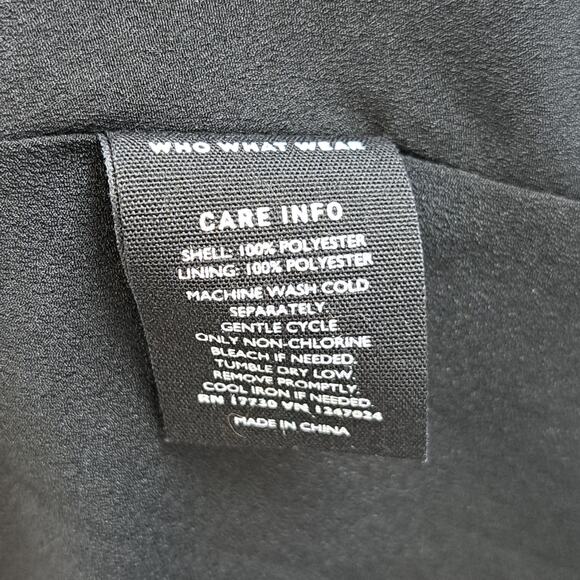 WHO WHAT WEAR
CARE INFO
SHELL: 100% POLYESTER
LINING: 100% POLYESTER
MACHINE WASH COLD
SEPARATELY.
GENTLE CYCLE.
ONLY NON-CHLORINE
BLEACH IF NEEDED.
TUMBLE DRY LOW.
REMOVE PROMPTLY.
COOL IRON IF NEEDED.
RN 17730 VN 1247024
MADE IN CHINA